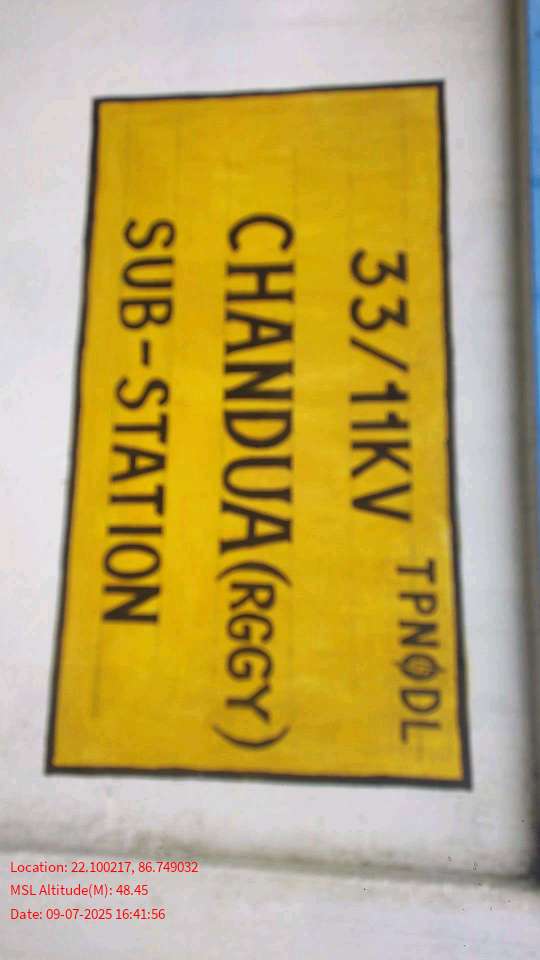 TPNODL
33/11KV
CHANDUA(RGGY)
SUB-STATION
Location: 22.100217, 86.749032
MSL Altitude(M): 48.45
Date: 09-07-2025 16:41:56